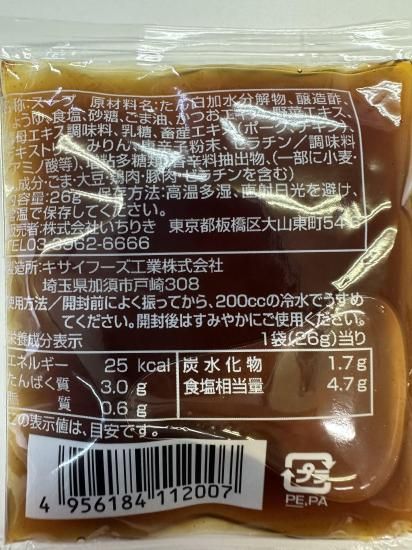 名称:スープ 原材料名:たん白加水分解物、醸造酢、
しょうゆ、食塩、砂糖、ごま油、かつおエキス、野菜エキス、
酵母エキス調味料、乳糖、畜産エキス(ポーク、チキン)、
みりん、唐辛子粉末、ゼラチン/調味料
(アミノ酸等)、増粘多糖類、香辛料抽出物、(一部に小麦・
乳成分・ごま・大豆・鶏肉・豚肉・ゼラチンを含む)
内容量:26g 保存方法:高温多湿、直射日光を避け、
常温で保存してください。
販売者:株式会社いちりき 東京都板橋区大山東町54-6
TEL03-3962-6666
製造所:キサイフーズ工業株式会社
埼玉県加須市戸崎308
使用方法/開封前によく振ってから、200ccの冷水でうすめ
てください。開封後はすみやかにご使用ください。
栄養成分表示 1袋(26g)当り
エネルギー 25 kcal 炭水化物 1.7g
たんぱく質 3.0 g 食塩相当量 4.7g
脂質 0.6 g
この表示値は、目安です。
4 956184 112007
プラ
PE,PA